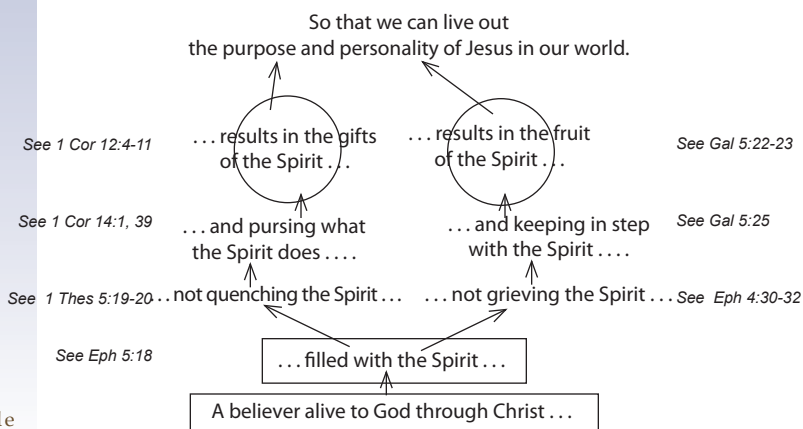 So that we can live out
the purpose and personality of Jesus in our world.
See 1 Cor 12:4-11
. . . results in the gifts
of the Spirit . . .
. . . results in the fruit
of the Spirit . . .
See Gal 5:22-23
See 1 Cor 14:1, 39
. . . and pursing what
the Spirit does . . . .
. . . and keeping in step
with the Spirit . . . .
See Gal 5:25
See 1 Thes 5:19-20
. . . not quenching the Spirit . . .
. . . not grieving the Spirit . . .
See Eph 4:30-32
See Eph 5:18
. . . filled with the Spirit . . .
A believer alive to God through Christ . . .